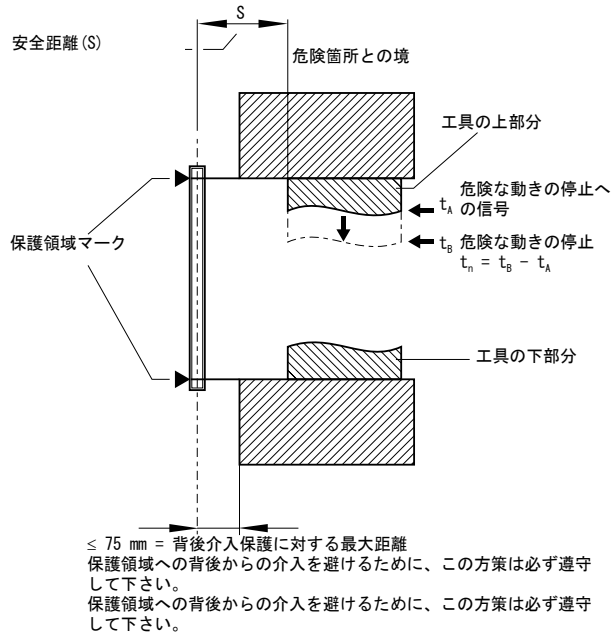 S
安全距離(S)
危険箇所との境
工具の上部分
tA 危険な動きの停止へ
の信号
保護領域マーク
tB 危険な動きの停止
tn = tB - tA
工具の下部分
≤ 75 mm = 背後介入保護に対する最大距離
保護領域への背後からの介入を避けるために、この方策は必ず遵守
して下さい。
保護領域への背後からの介入を避けるために、この方策は必ず遵守
して下さい。